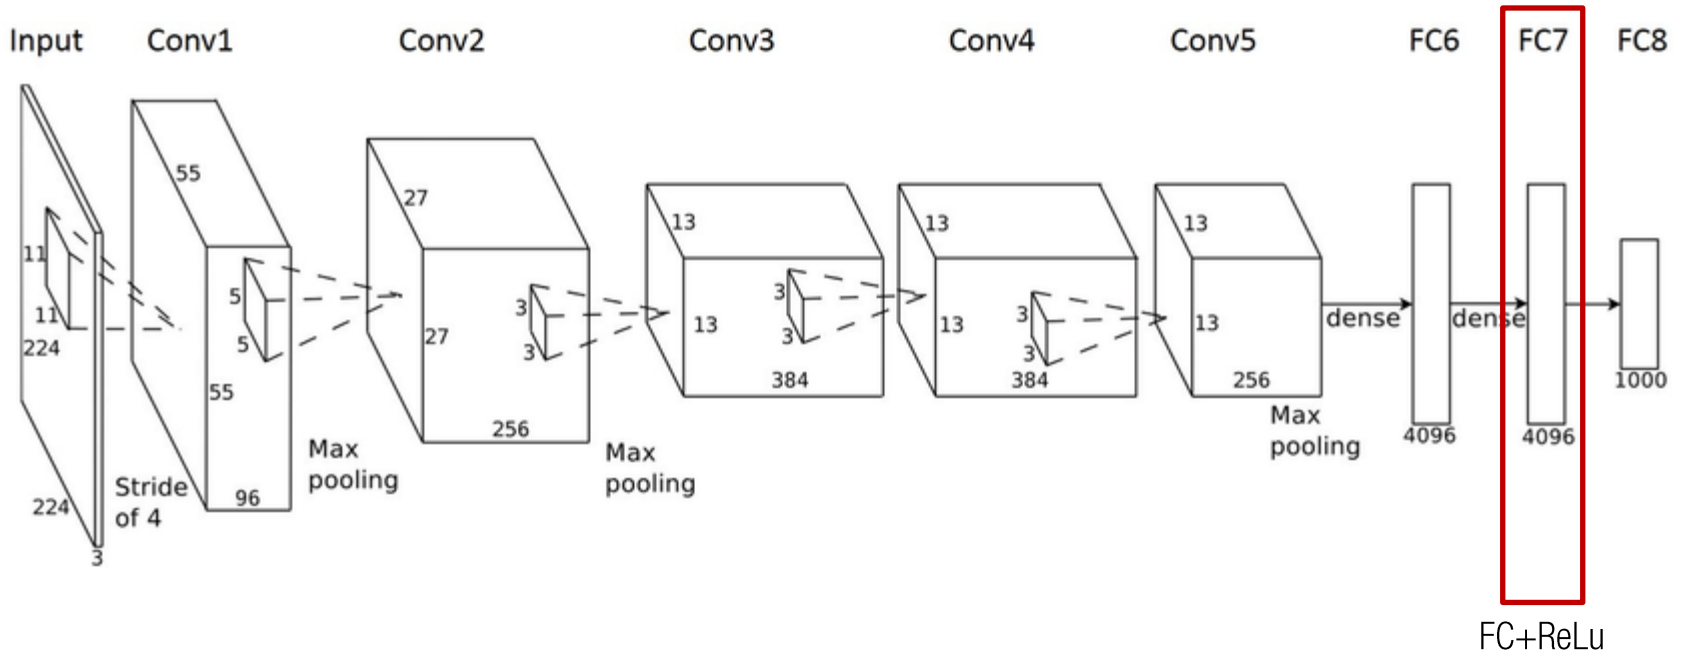 Input Conv1 Conv2 Conv3 Conv4 Conv5 FC6 FC7 FC8
11
11
224
224
3
Stride
of 4
55
55
96
5
5
Max
pooling
27
27
256
3
3
Max
pooling
13
13
384
3
3
13
13
384
3
3
13
13
256
Max
pooling
dense
4096
dense
4096
1000
FC+ReLu